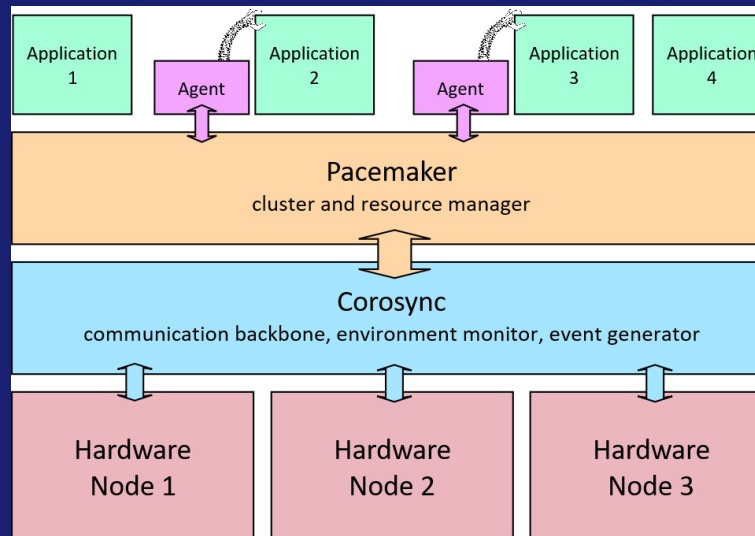 Application
1
Agent
Application
2
Agent
Application
3
Application
4
Pacemaker
cluster and resource manager
Corosync
communication backbone, environment monitor, event generator
Hardware
Node 1
Hardware
Node 2
Hardware
Node 3